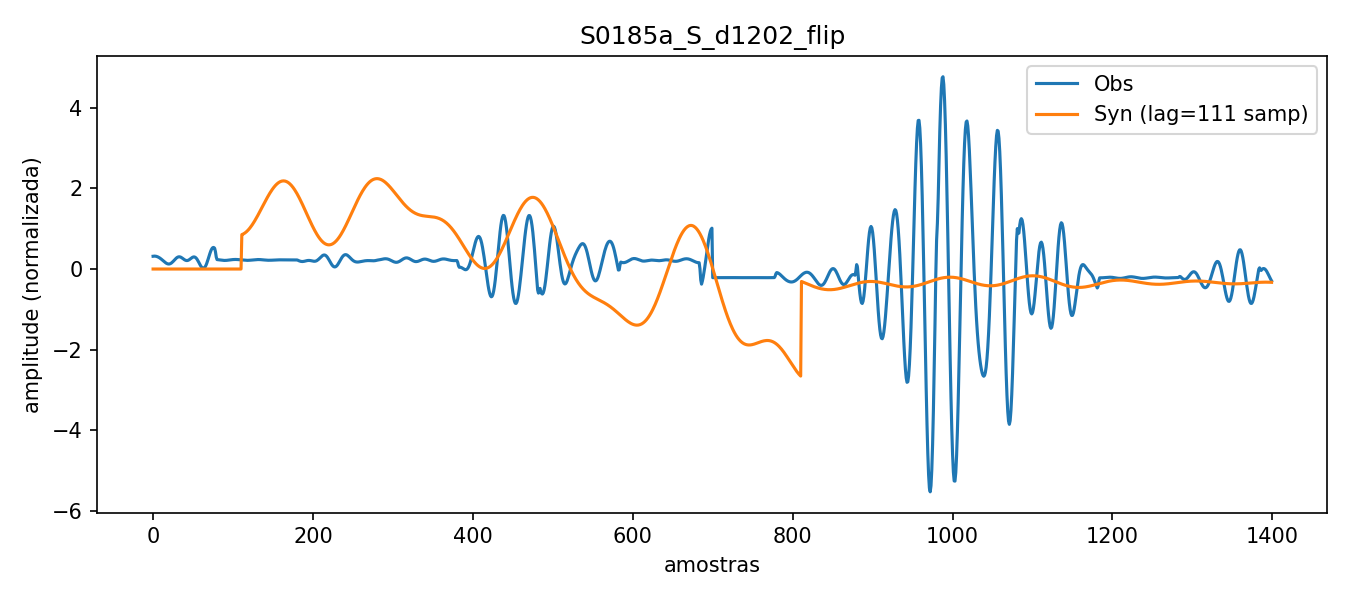 S0185a_S_d1202_flip
Obs
Syn (lag=111 samp)
amplitude (normalizada)
4
2
0
−2
−4
−6
0 200 400 600 800 1000 1200 1400
amostras